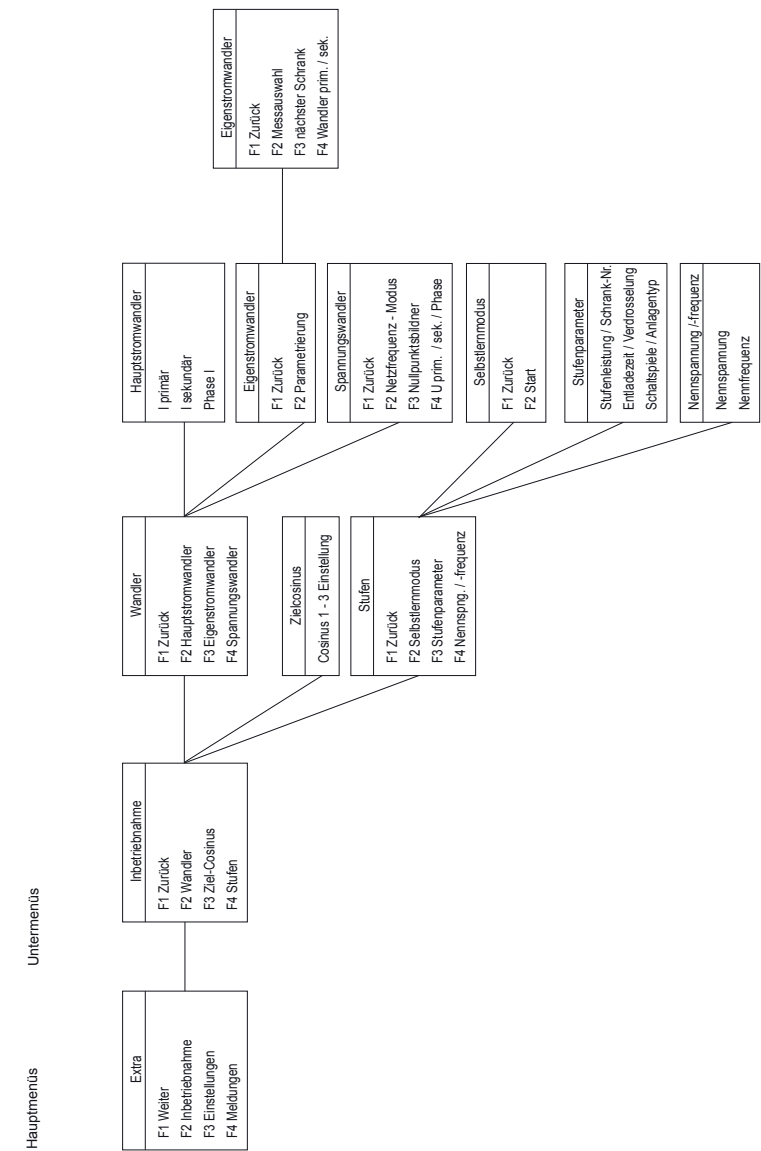 Hauptmenüs
Untermenüs
Extra
F1 Weiter
F2 Inbetriebnahme
F3 Einstellungen
F4 Meldungen
Inbetriebnahme
F1 Zurück
F2 Wandler
F3 Ziel-Cosinus
F4 Stufen
Wandler
F1 Zurück
F2 Hauptstromwandler
F3 Eigenstromwandler
F4 Spannungswandler
Zielcosinus
Cosinus 1 - 3 Einstellung
Stufen
F1 Zurück
F2 Selbstlernmodus
F3 Stufenparameter
F4 Nennspng. / -frequenz
Hauptstromwandler
I primär
I sekundär
Phase I
Eigenstromwandler
F1 Zurück
F2 Parametrierung
Spannungswandler
F1 Zurück
F2 Netzfrequenz - Modus
F3 Nullpunktsbildner
F4 U prim. / sek. / Phase
Selbstlernmodus
F1 Zurück
F2 Start
Stufenparameter
Stufenleistung / Schrank-Nr.
Entladezeit / Verdrosselung
Schaltspiele / Anlagentyp
Nennspannung /-frequenz
Nennspannung
Nennfrequenz
Eigenstromwandler
F1 Zurück
F2 Messauswahl
F3 nächster Schrank
F4 Wandler prim. / sek.